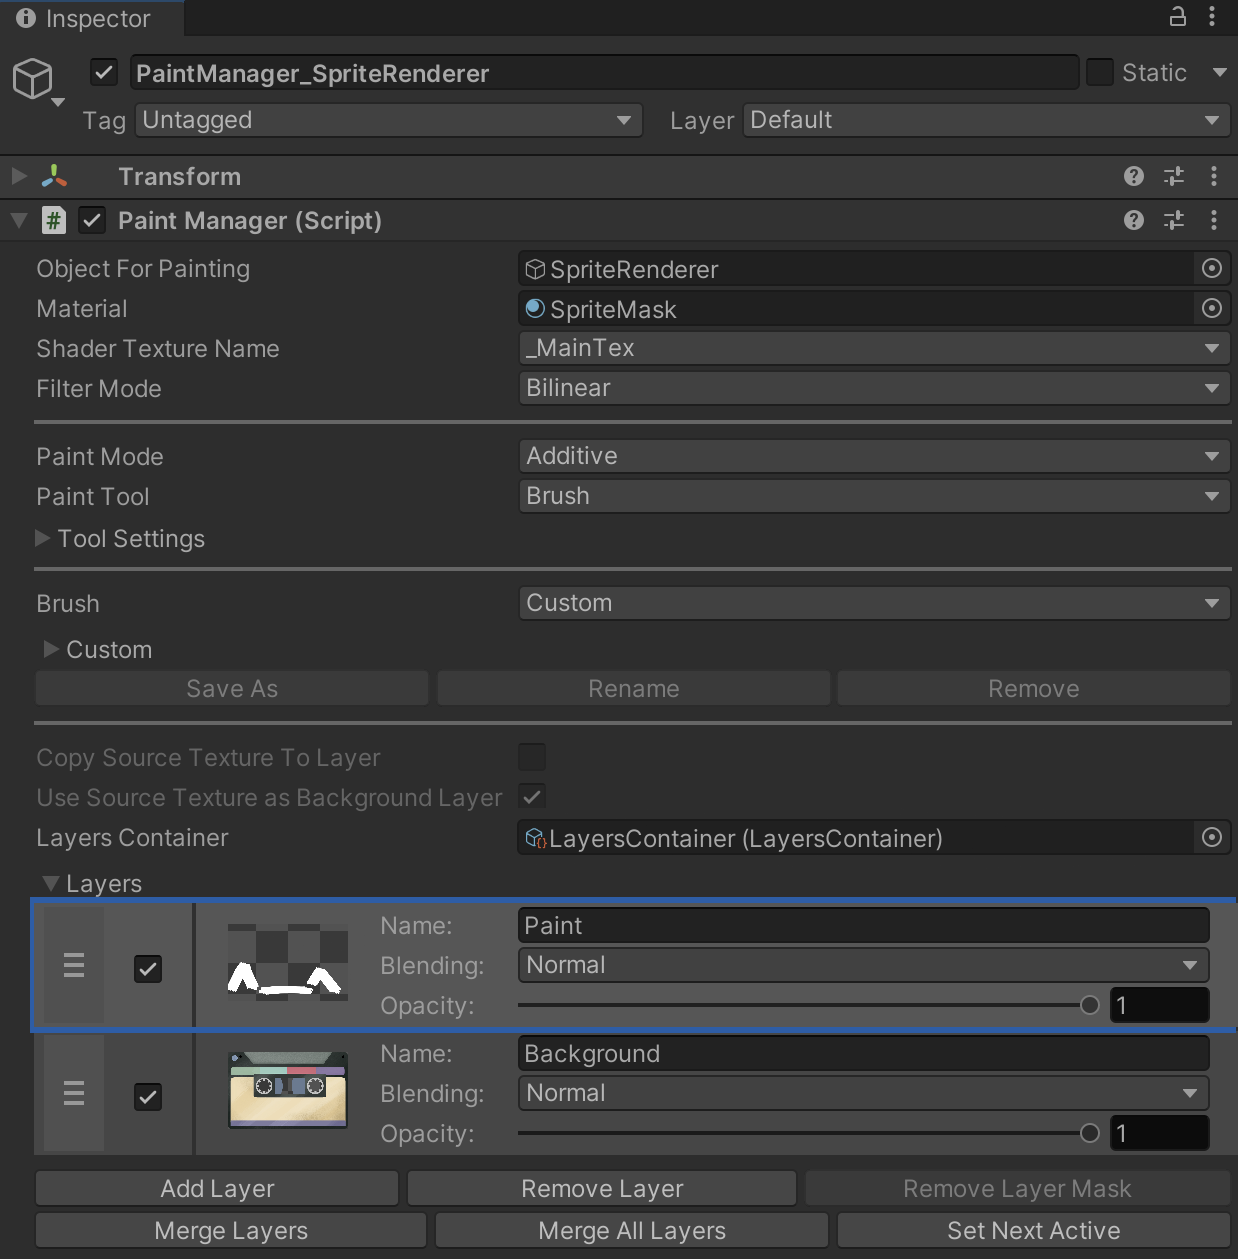 Inspector
PaintManager_SpriteRenderer
Static
Tag Untagged Layer Default
Transform
# Paint Manager (Script)
Object For Painting SpriteRenderer
Material SpriteMask
Shader Texture Name _MainTex
Filter Mode Bilinear
Paint Mode Additive
Paint Tool Brush
Tool Settings
Brush Custom
Custom
Save As Rename Remove
Copy Source Texture To Layer
Use Source Texture as Background Layer
Layers Container LayersContainer (LayersContainer)
Layers
Name: Paint
Blending: Normal
Opacity: 1
Name: Background
Blending: Normal
Opacity: 1
Add Layer Remove Layer Remove Layer Mask
Merge Layers Merge All Layers Set Next Active